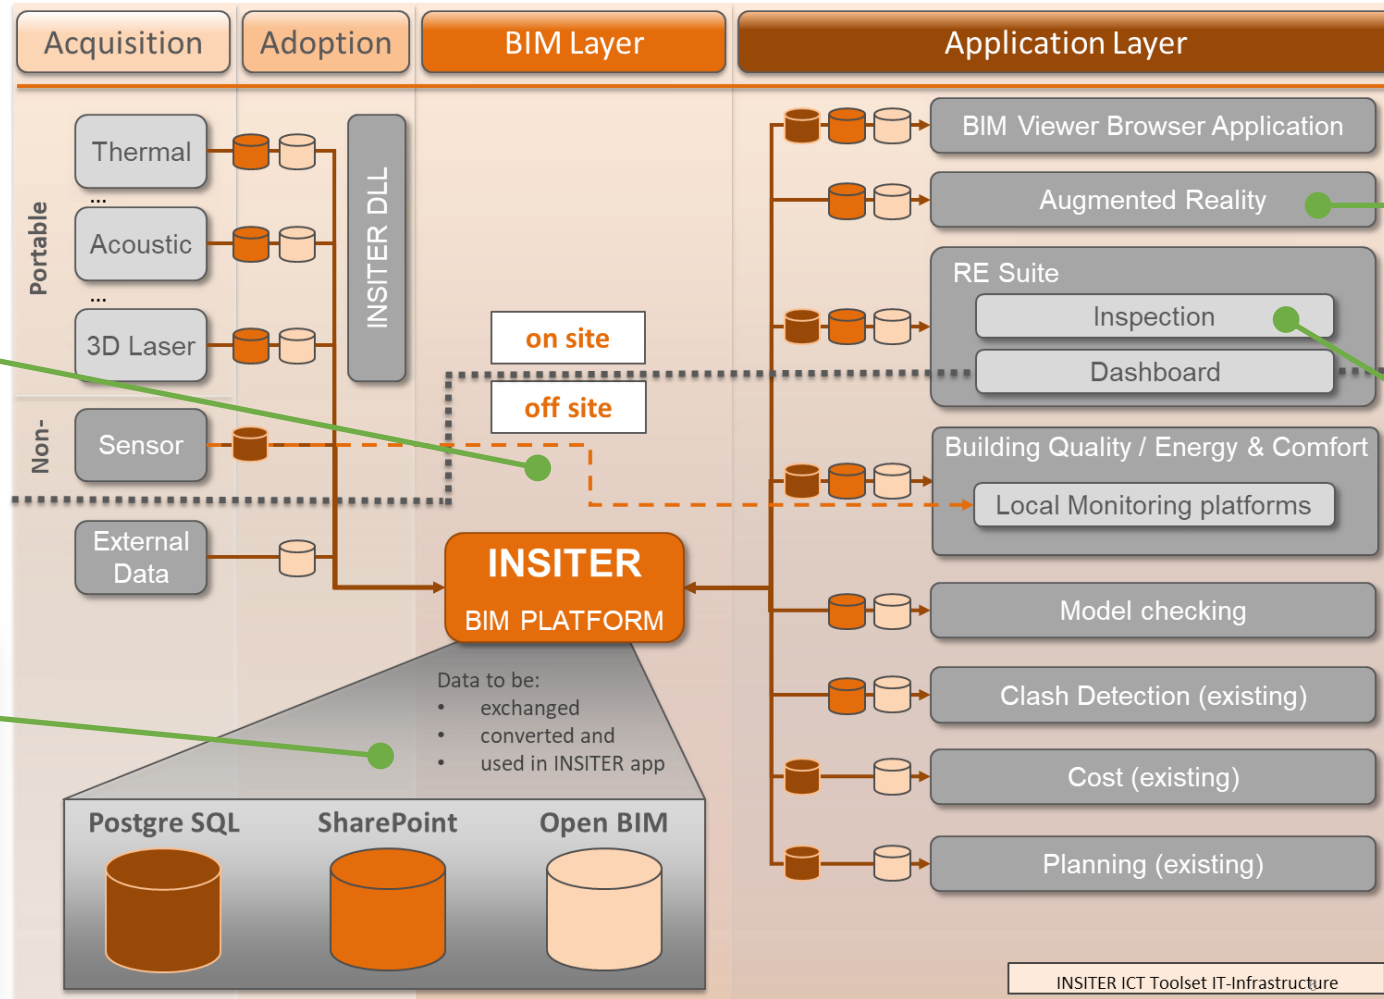 Acquisition
Adoption
BIM Layer
Application Layer
Portable
Thermal
...
Acoustic
...
3D Laser
INSITER DLL
Non-
Sensor
External
Data
on site
off site
INSITER
BIM PLATFORM
Data to be:
• exchanged
• converted and
• used in INSITER app
Postgre SQL
SharePoint
Open BIM
BIM Viewer Browser Application
Augmented Reality
RE Suite
Inspection
Dashboard
Building Quality / Energy & Comfort
Local Monitoring platforms
Model checking
Clash Detection (existing)
Cost (existing)
Planning (existing)
INSITER ICT Toolset IT-Infrastructure